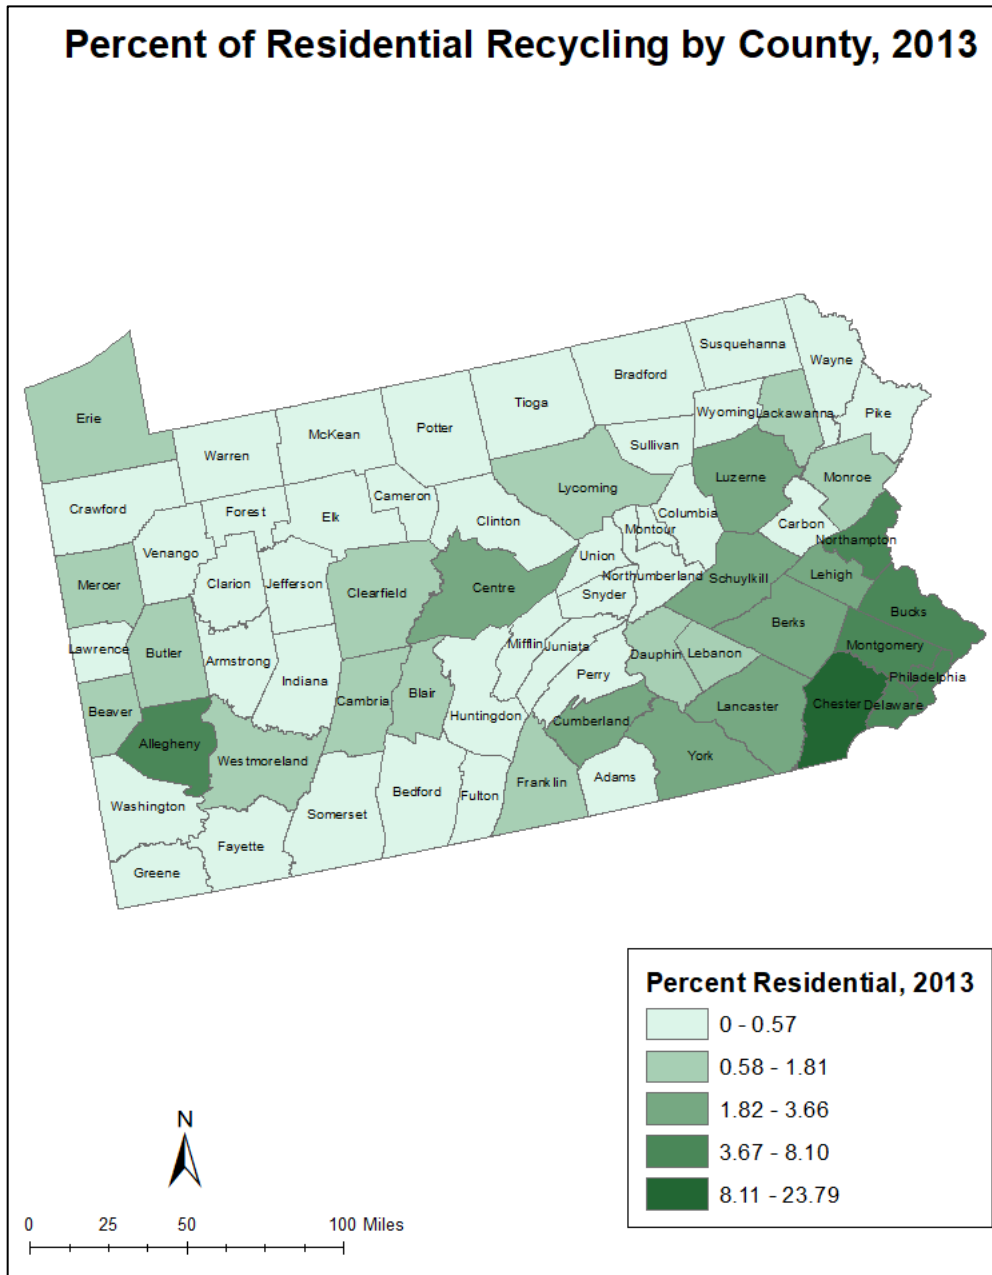 Percent of Residential Recycling by County, 2013
Susquehanna
Wayne
Bradford
Tioga
Erie
Wyoming
Lackawanna
Pike
Potter
McKean
Sullivan
Warren
Luzerne
Monroe
Lycoming
Cameron
Crawford
Forest
Elk
Clinton
Columbia
Carbon
Montour
Northampton
Venango
Union
Clarion
Jefferson
Northumberland
Schuylkill
Lehigh
Mercer
Clearfield
Centre
Snyder
Bucks
Berks
Mifflin
Juniata
Montgomery
Lawrence
Butler
Armstrong
Dauphin
Lebanon
Perry
Philadelphia
Indiana
Blair
Cambria
Chester
Delaware
Lancaster
Beaver
Huntingdon
Cumberland
Allegheny
Westmoreland
York
Adams
Franklin
Bedford
Fulton
Washington
Somerset
Fayette
Greene
Percent Residential, 2013
0 - 0.57
0.58 - 1.81
1.82 - 3.66
3.67 - 8.10
8.11 - 23.79
N
0 25 50 100 Miles